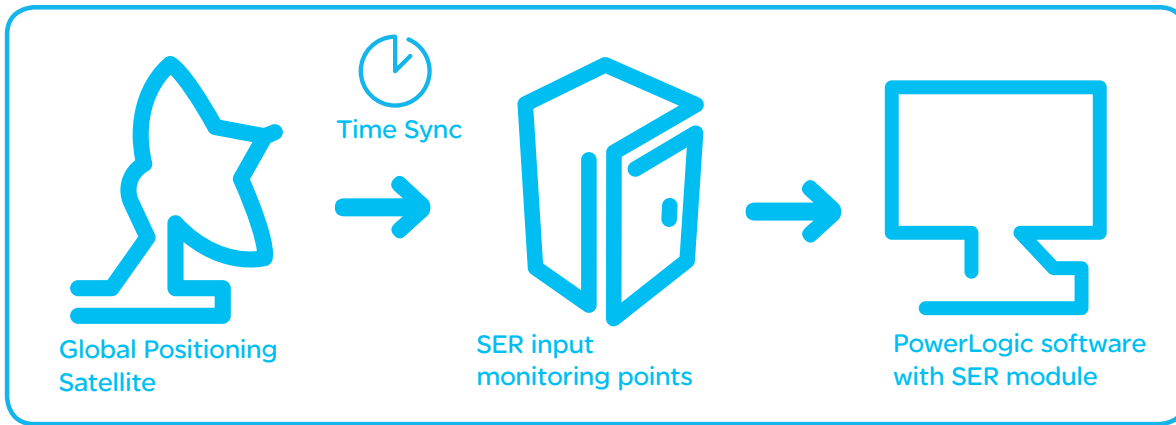 Time Sync
Global Positioning
Satellite
SER input
monitoring points
PowerLogic software
with SER module